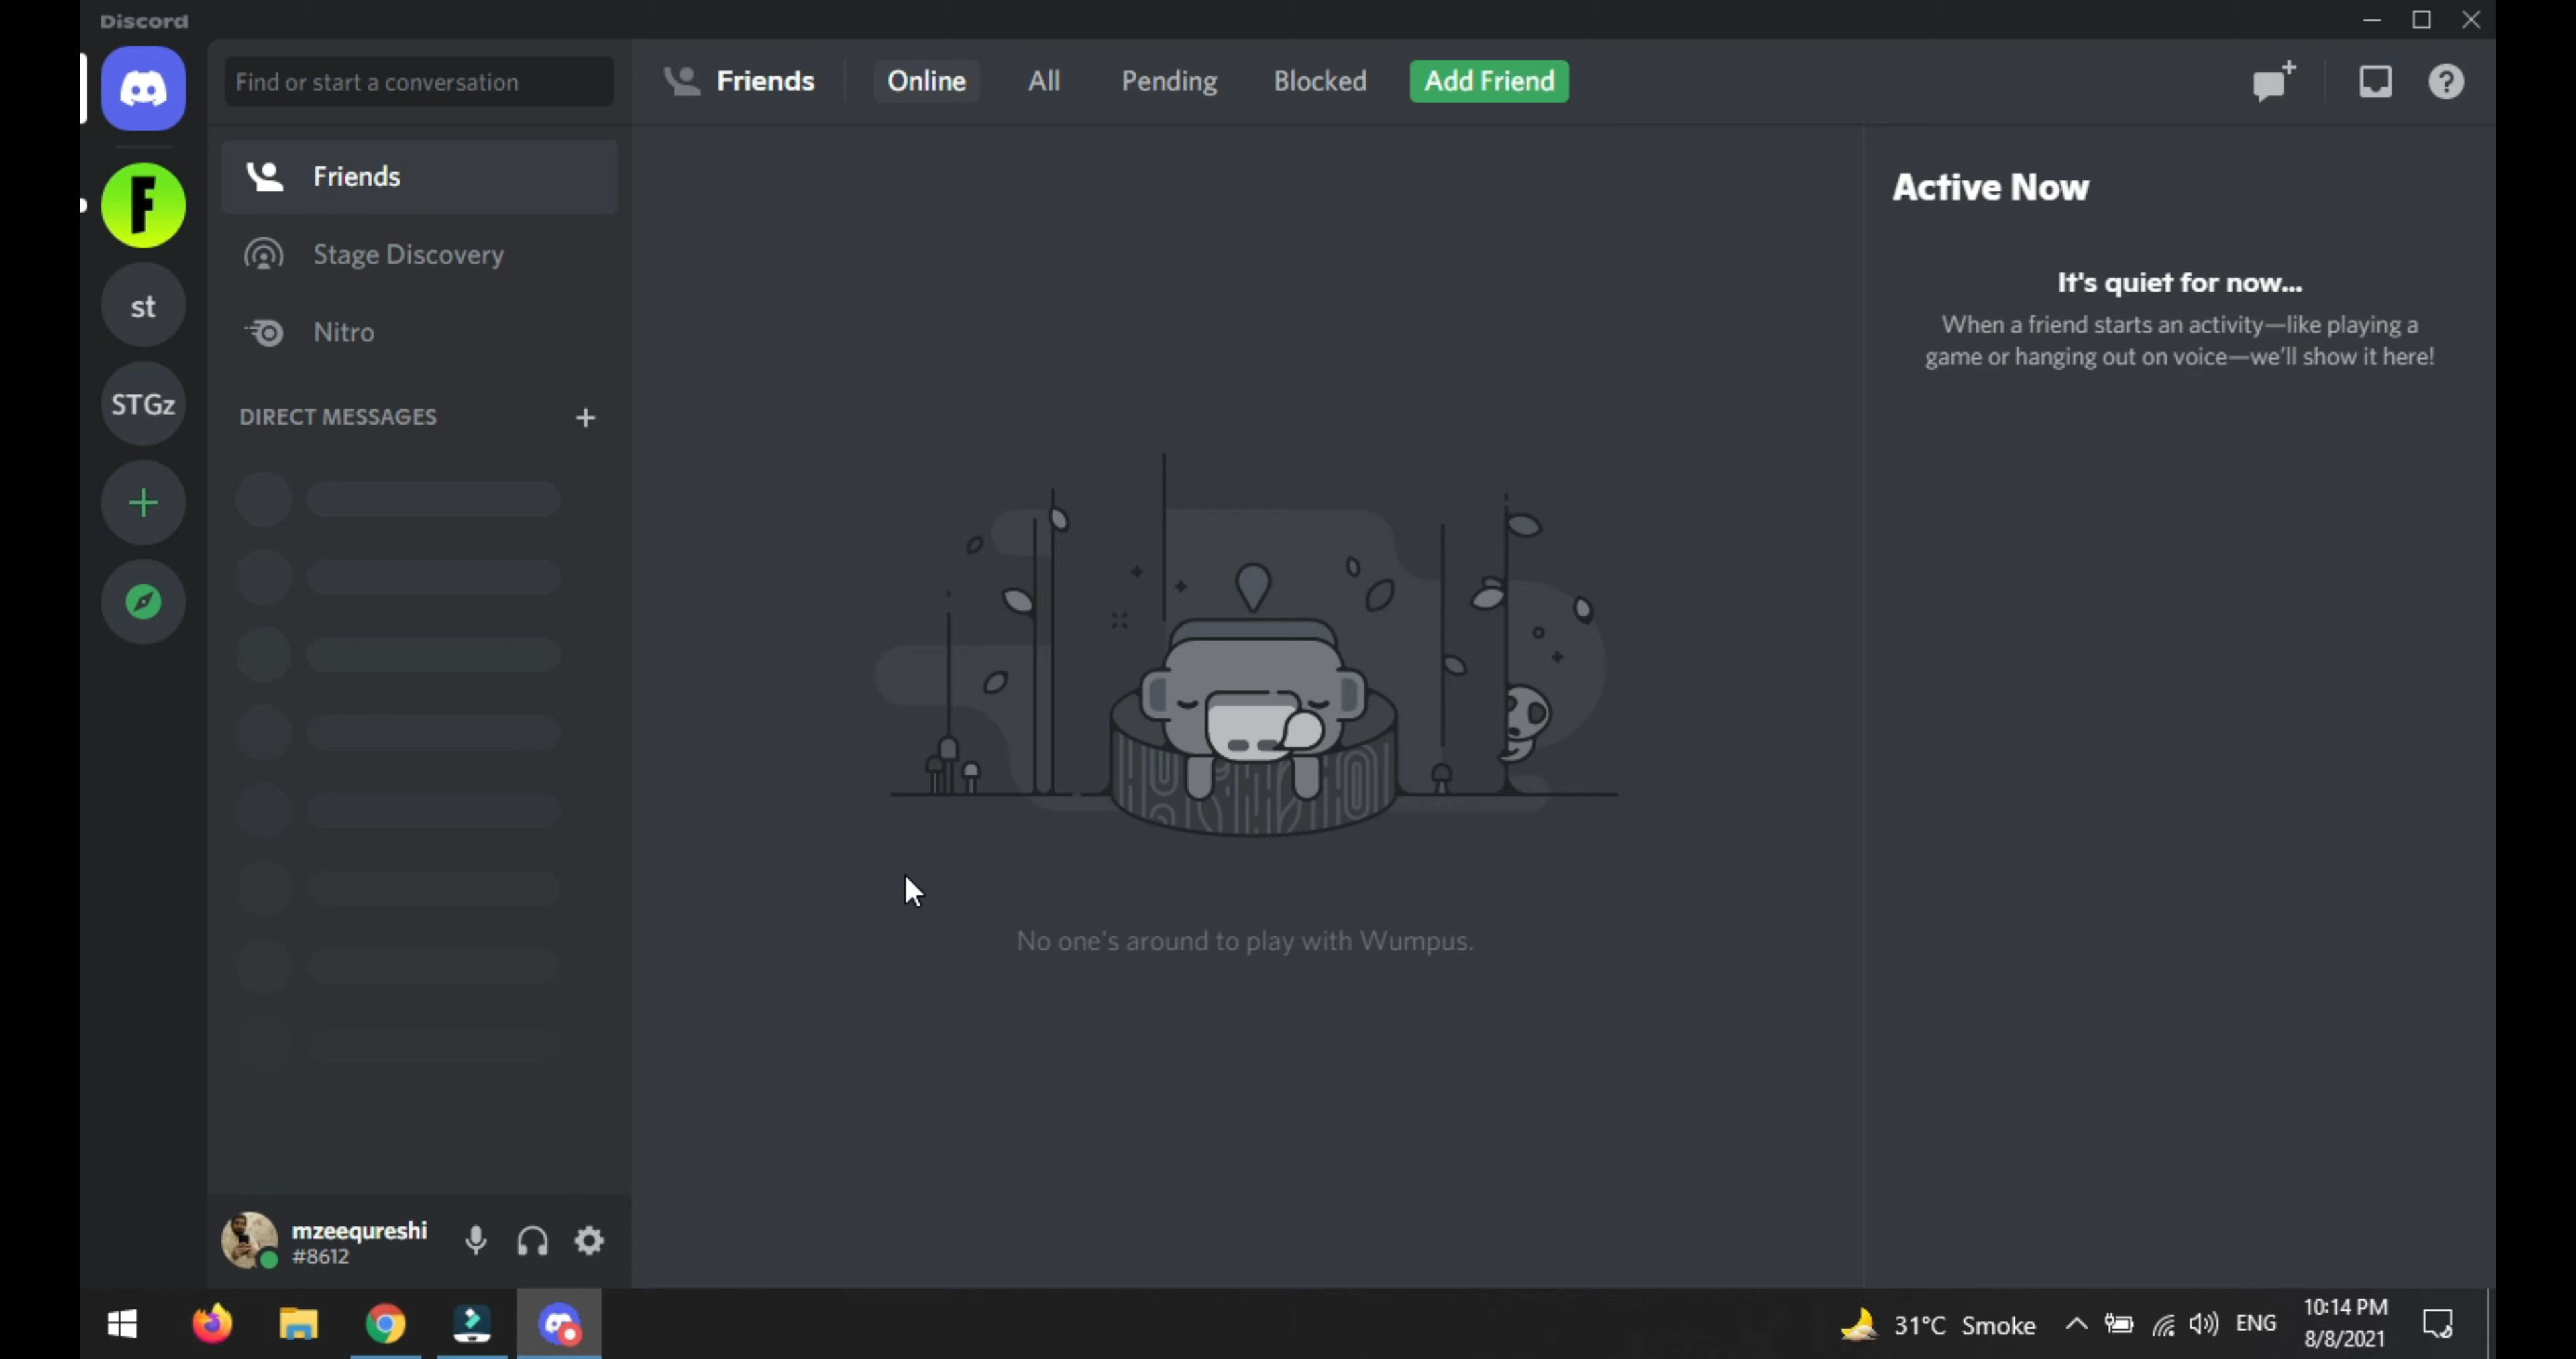 Discord
Find or start a conversation
Friends
Online
All
Pending
Blocked
Add Friend
F
st
STGz
Friends
Stage Discovery
Nitro
DIRECT MESSAGES
Active Now
It's quiet for now...
When a friend starts an activity—like playing a
game or hanging out on voice—we'll show it here!
No one's around to play with Wumpus.
mzeequreshi
#8612
31°C Smoke
ENG
10:14 PM
8/8/2021